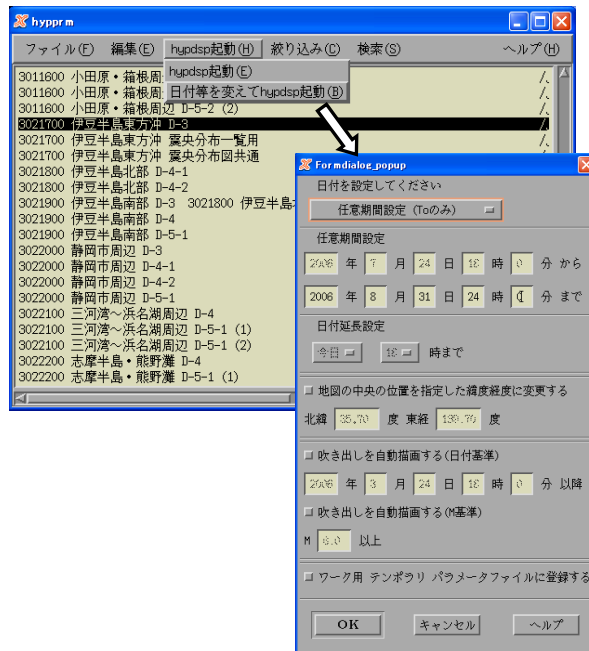 hypprm
ファイル(F) 編集(E) hypdsp起動(H) 絞り込み(C) 検索(S) ヘルプ(H)
hypdsp起動(E)
日付等を変えてhypdsp起動(B)
3011600 小田原・箱根周 /.
3011600 小田原・箱根周 /.
3011600 小田原・箱根周辺 D-5-2 (2) /.
3021700 伊豆半島東方沖 D-3 /.
3021700 伊豆半島東方沖 震央分布一覧用 /.
3021700 伊豆半島東方沖 震央分布図共通 /.
3021800 伊豆半島北部 D-4-1
3021800 伊豆半島北部 D-4-2
3021900 伊豆半島南部 D-3 3021800 伊豆半島
3021900 伊豆半島南部 D-4
3021900 伊豆半島南部 D-5-1
3022000 静岡市周辺 D-3
3022000 静岡市周辺 D-4-1
3022000 静岡市周辺 D-4-2
3022000 静岡市周辺 D-5-1
3022100 三河湾～浜名湖周辺 D-4
3022100 三河湾～浜名湖周辺 D-5-1 (1)
3022100 三河湾～浜名湖周辺 D-5-1 (2)
3022200 志摩半島・熊野灘 D-4
3022200 志摩半島・熊野灘 D-5-1 (1)
Formdialog_popup
日付を設定してください
任意期間設定 (Toのみ)
任意期間設定
2006 年 7 月 24 日 18 時 0 分 から
2006 年 8 月 31 日 24 時 0 分 まで
日付延長設定
今日 18 時まで
地図の中央の位置を指定した緯度経度に変更する
北緯 35.70 度 東経 139.70 度
吹き出しを自動描画する(日付基準)
2006 年 3 月 24 日 18 時 0 分 以降
吹き出しを自動描画する(M基準)
M 6.0 以上
ワーク用 テンポラリ パラメータファイルに登録する
OK キャンセル ヘルプ